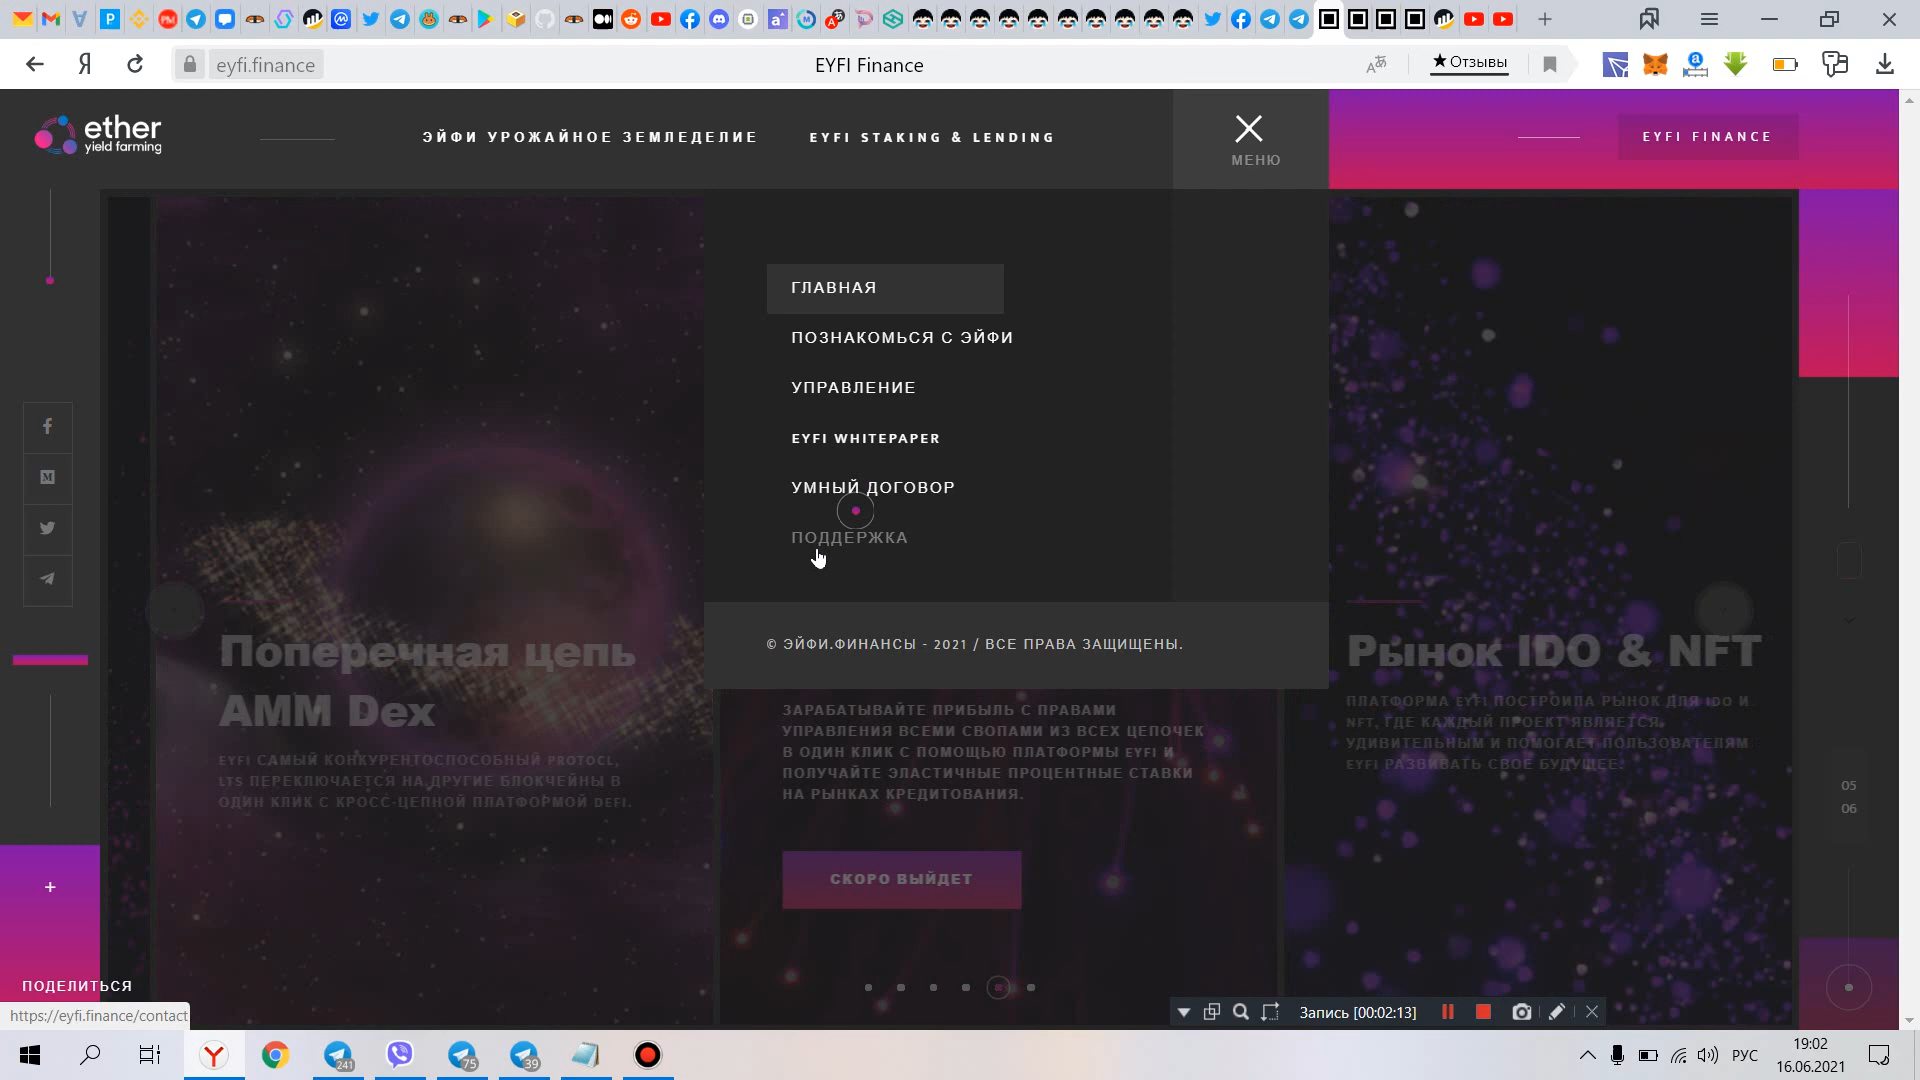 eyfi.finance
EYFI Finance
Отзывы
ether
yield farming
ЭЙФИ УРОЖАЙНОЕ ЗЕМЛЕДЕЛИЕ
EYFI STAKING & LENDING
МЕНЮ
EYFI FINANCE
ГЛАВНАЯ
ПОЗНАКОМЬСЯ С ЭЙФИ
УПРАВЛЕНИЕ
EYFI WHITEPAPER
УМНЫЙ ДОГОВОР
ПОДДЕРЖКА
© ЭЙФИ.ФИНАНСЫ - 2021 / ВСЕ ПРАВА ЗАЩИЩЕНЫ.
Поперечная цепь
AMM Dex
EYFI САМЫЙ КОНКУРЕНТОСПОСОБНЫЙ PROTOCL,
LTS ПЕРЕКЛЮЧАЕТСЯ НА ДРУГИЕ БЛОКЧЕЙНЫ В
ОДИН КЛИК С КРОСС-ЦЕПНОЙ ПЛАТФОРМОЙ DEFI.
ЗАРАБАТЫВАЙТЕ ПРИБЫЛЬ С ПРАВАМИ
УПРАВЛЕНИЯ ВСЕМИ СВОПАМИ ИЗ ВСЕХ ЦЕПОЧЕК
В ОДИН КЛИК С ПОМОЩЬЮ ПЛАТФОРМЫ EYFI И
ПОЛУЧАЙТЕ ЭЛАСТИЧНЫЕ ПРОЦЕНТНЫЕ СТАВКИ
НА РЫНКАХ КРЕДИТОВАНИЯ.
СКОРО ВЫЙДЕТ
Рынок IDO & NFT
ПЛАТФОРМА EYFI ПОСТРОИЛА РЫНОК ДЛЯ IDO И
NFT, ГДЕ КАЖДЫЙ ПРОЕКТ ЯВЛЯЕТСЯ
УДИВИТЕЛЬНЫМ И ПОМОГАЕТ ПОЛЬЗОВАТЕЛЯМ
EYFI РАЗВИВАТЬ СВОЕ БУДУЩЕЕ.
05
06
+
ПОДЕЛИТЬСЯ
https://eyfi.finance/contact
Запись [00:02:13]
241
75
39
РУС
19:02
16.06.2021